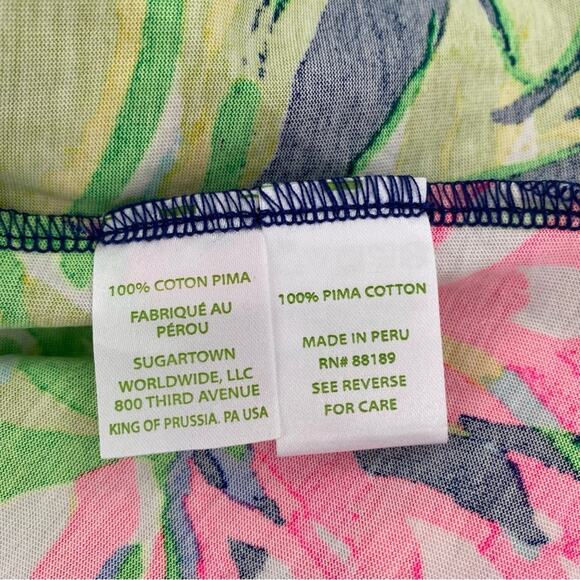 100% COTON PIMA
FABRIQUÉ AU
PÉROU
SUGARTOWN
WORLDWIDE, LLC
800 THIRD AVENUE
KING OF PRUSSIA. PA USA
100% PIMA COTTON
MADE IN PERU
RN# 88189
SEE REVERSE
FOR CARE